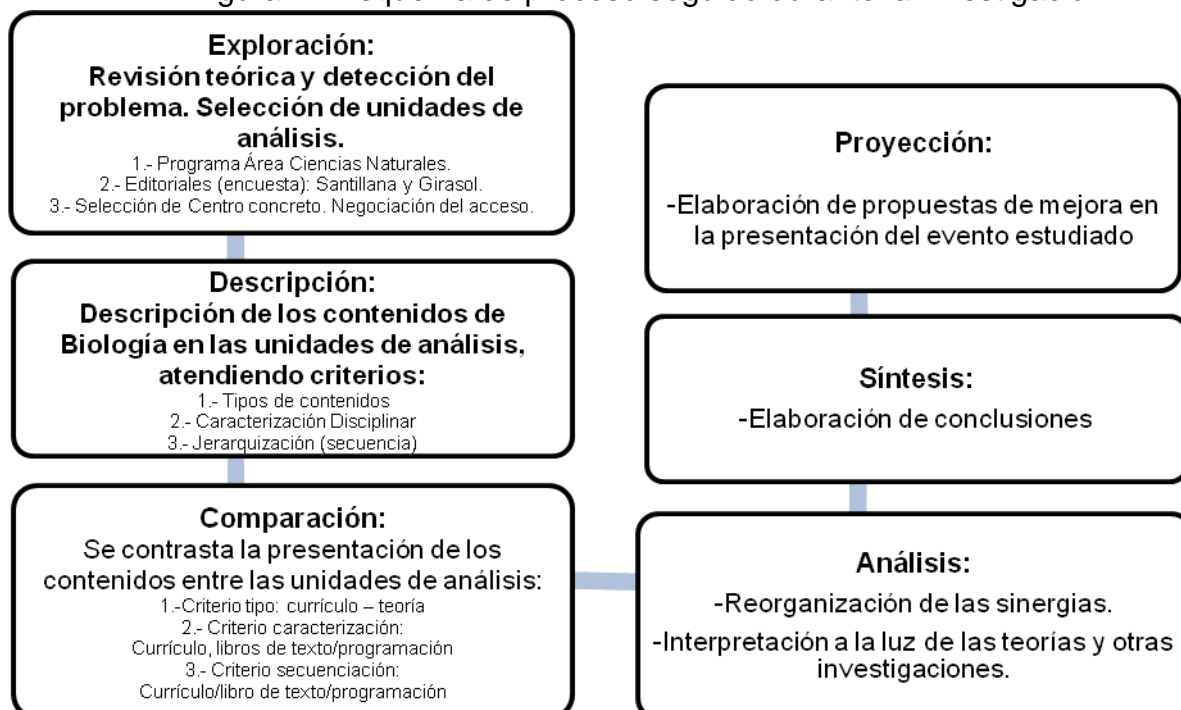 Exploración:
Revisión teórica y detección del
problema. Selección de unidades de
análisis.
1.- Programa Área Ciencias Naturales.
2.- Editoriales (encuesta): Santillana y Girasol.
3.- Selección de Centro concreto. Negociación del acceso.
Descripción:
Descripción de los contenidos de
Biología en las unidades de análisis,
atendiendo criterios:
1.- Tipos de contenidos
2.- Caracterización Disciplinar
3.- Jerarquización (secuencia)
Comparación:
Se contrasta la presentación de los
contenidos entre las unidades de análisis:
1.-Criterio tipo: currículo – teoría
2.- Criterio caracterización:
Currículo, libros de texto/programación
3.- Criterio secuenciación:
Currículo/libro de texto/programación
Análisis:
-Reorganización de las sinergias.
-Interpretación a la luz de las teorías y otras
investigaciones.
Síntesis:
-Elaboración de conclusiones
Proyección:
-Elaboración de propuestas de mejora en
la presentación del evento estudiado